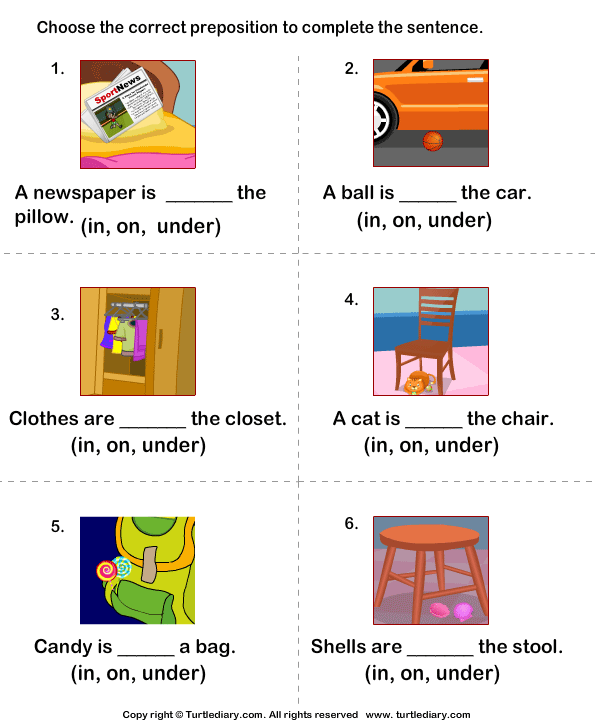 Choose the correct preposition to complete the sentence.
1.
SportNews
A newspaper is _______ the
pillow. (in, on, under)
2.
A ball is ______ the car.
(in, on, under)
3.
Clothes are _______ the closet.
(in, on, under)
4.
A cat is ______ the chair.
(in, on, under)
5.
Candy is ______ a bag.
(in, on, under)
6.
Shells are _______ the stool.
(in, on, under)
Copy right © Turtlediary.com. All rights reserved www. turtlediary.com